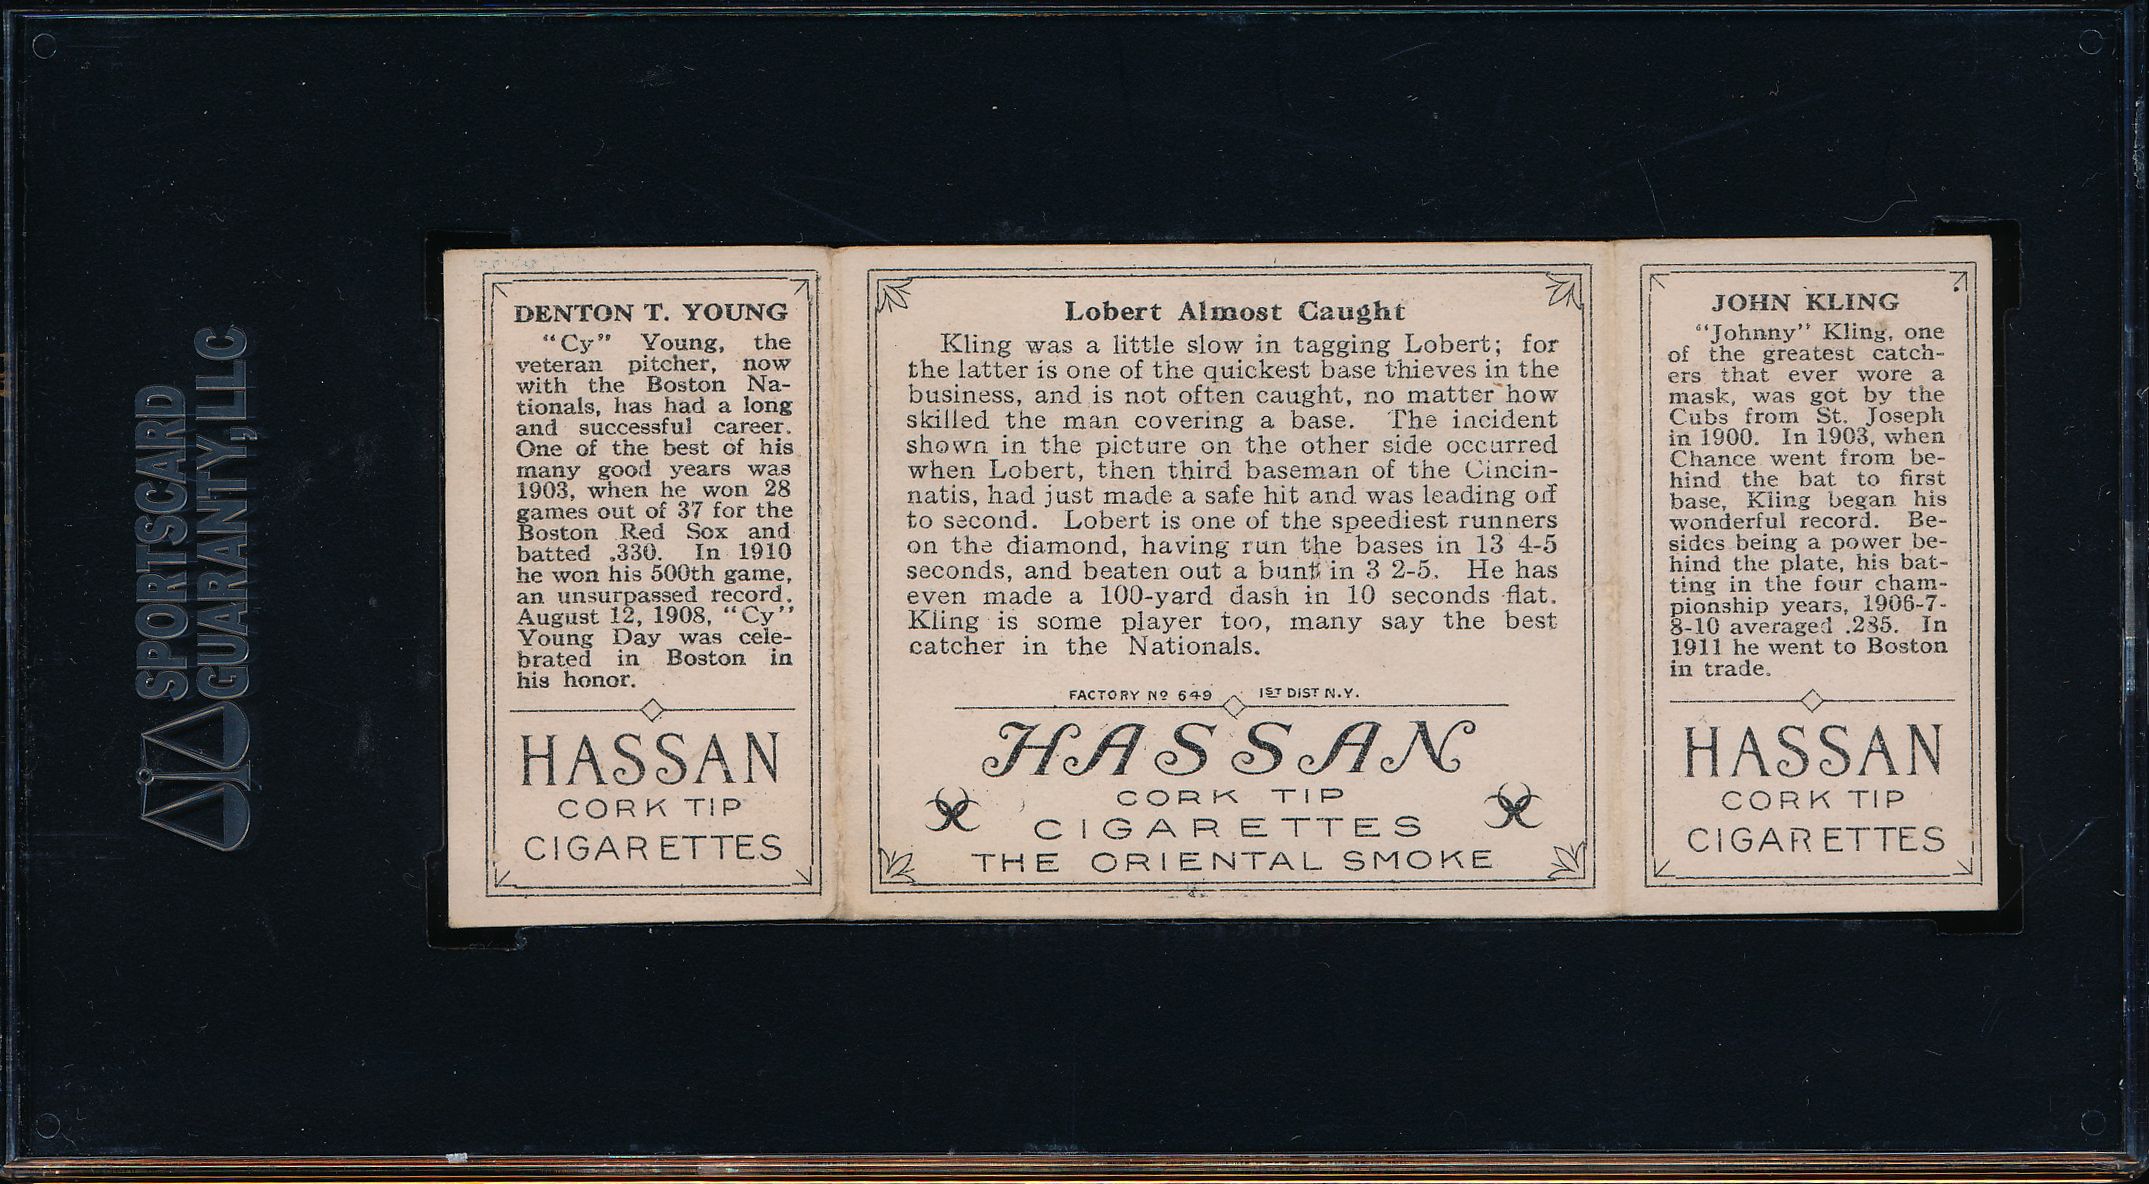 SPORTSCARD
GUARANTY, LLC
DENTON T. YOUNG
"Cy" Young, the
veteran pitcher, now
with the Boston Na-
tionals, has had a long
and successful career.
One of the best of his
many good years was
1903, when he won 28
games out of 37 for the
Boston Red Sox and
batted .330. In 1910
he won his 500th game,
an unsurpassed record.
August 12, 1908, "Cy"
Young Day was cele-
brated in Boston in
his honor.
HASSAN
CORK TIP
CIGARETTES
Lobert Almost Caught
Kling was a little slow in tagging Lobert; for
the latter is one of the quickest base thieves in the
business, and is not often caught, no matter how
skilled the man covering a base. The incident
shown in the picture on the other side occurred
when Lobert, then third baseman of the Cincin-
natis, had just made a safe hit and was leading off
to second. Lobert is one of the speediest runners
on the diamond, having run the bases in 13 4-5
seconds, and beaten out a bunt in 3 2-5. He has
even made a 100-yard dash in 10 seconds flat.
Kling is some player too, many say the best
catcher in the Nationals.
FACTORY Nº 649 1ST DIST N.Y.
HASSAN
CORK TIP
CIGARETTES
THE ORIENTAL SMOKE
JOHN KLING
"Johnny" Kling, one
of the greatest catch-
ers that ever wore a
mask, was got by the
Cubs from St. Joseph
in 1900. In 1903, when
Chance went from be-
hind the bat to first
base, Kling began his
wonderful record. Be-
sides being a power be-
hind the plate, his bat-
ting in the four cham-
pionship years, 1906-7-
8-10 averaged .285. In
1911 he went to Boston
in trade.
HASSAN
CORK TIP
CIGARETTES